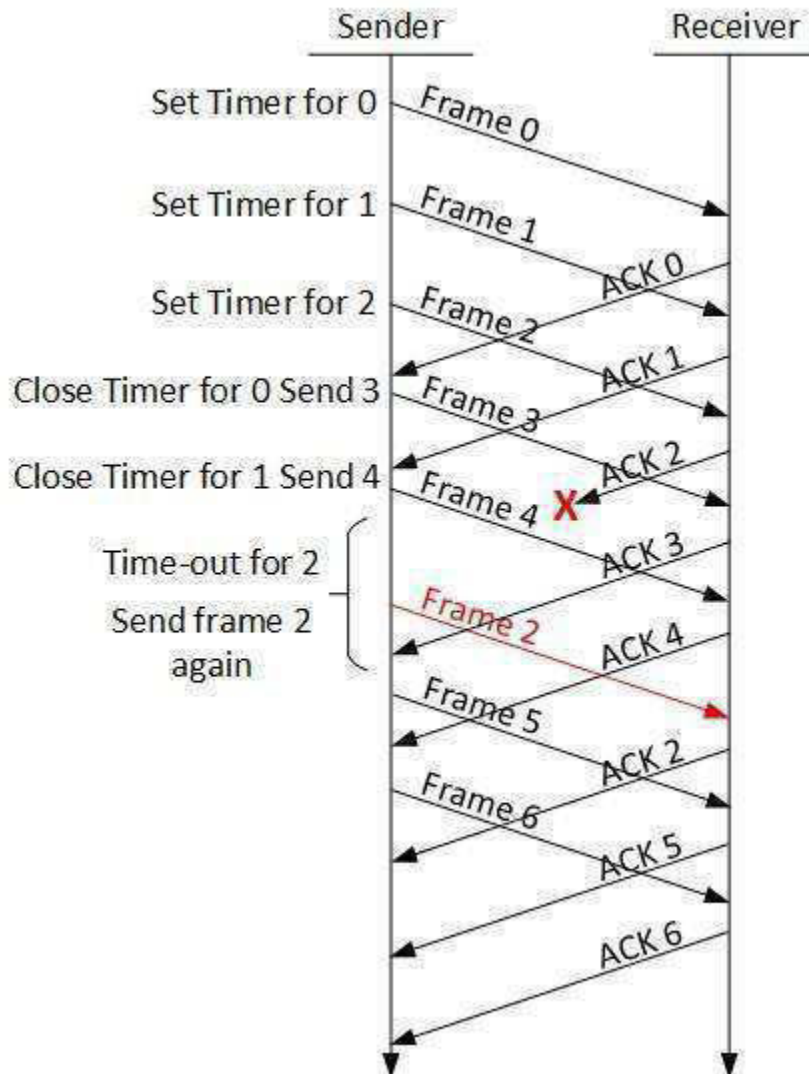 Sender
Receiver
Set Timer for 0
Frame 0
Set Timer for 1
Frame 1
ACK 0
Set Timer for 2
Frame 2
ACK 1
Close Timer for 0 Send 3
Frame 3
ACK 2
Close Timer for 1 Send 4
Frame 4
X
ACK 3
Time-out for 2
Send frame 2
again
Frame 2
ACK 4
Frame 5
ACK 2
Frame 6
ACK 5
ACK 6